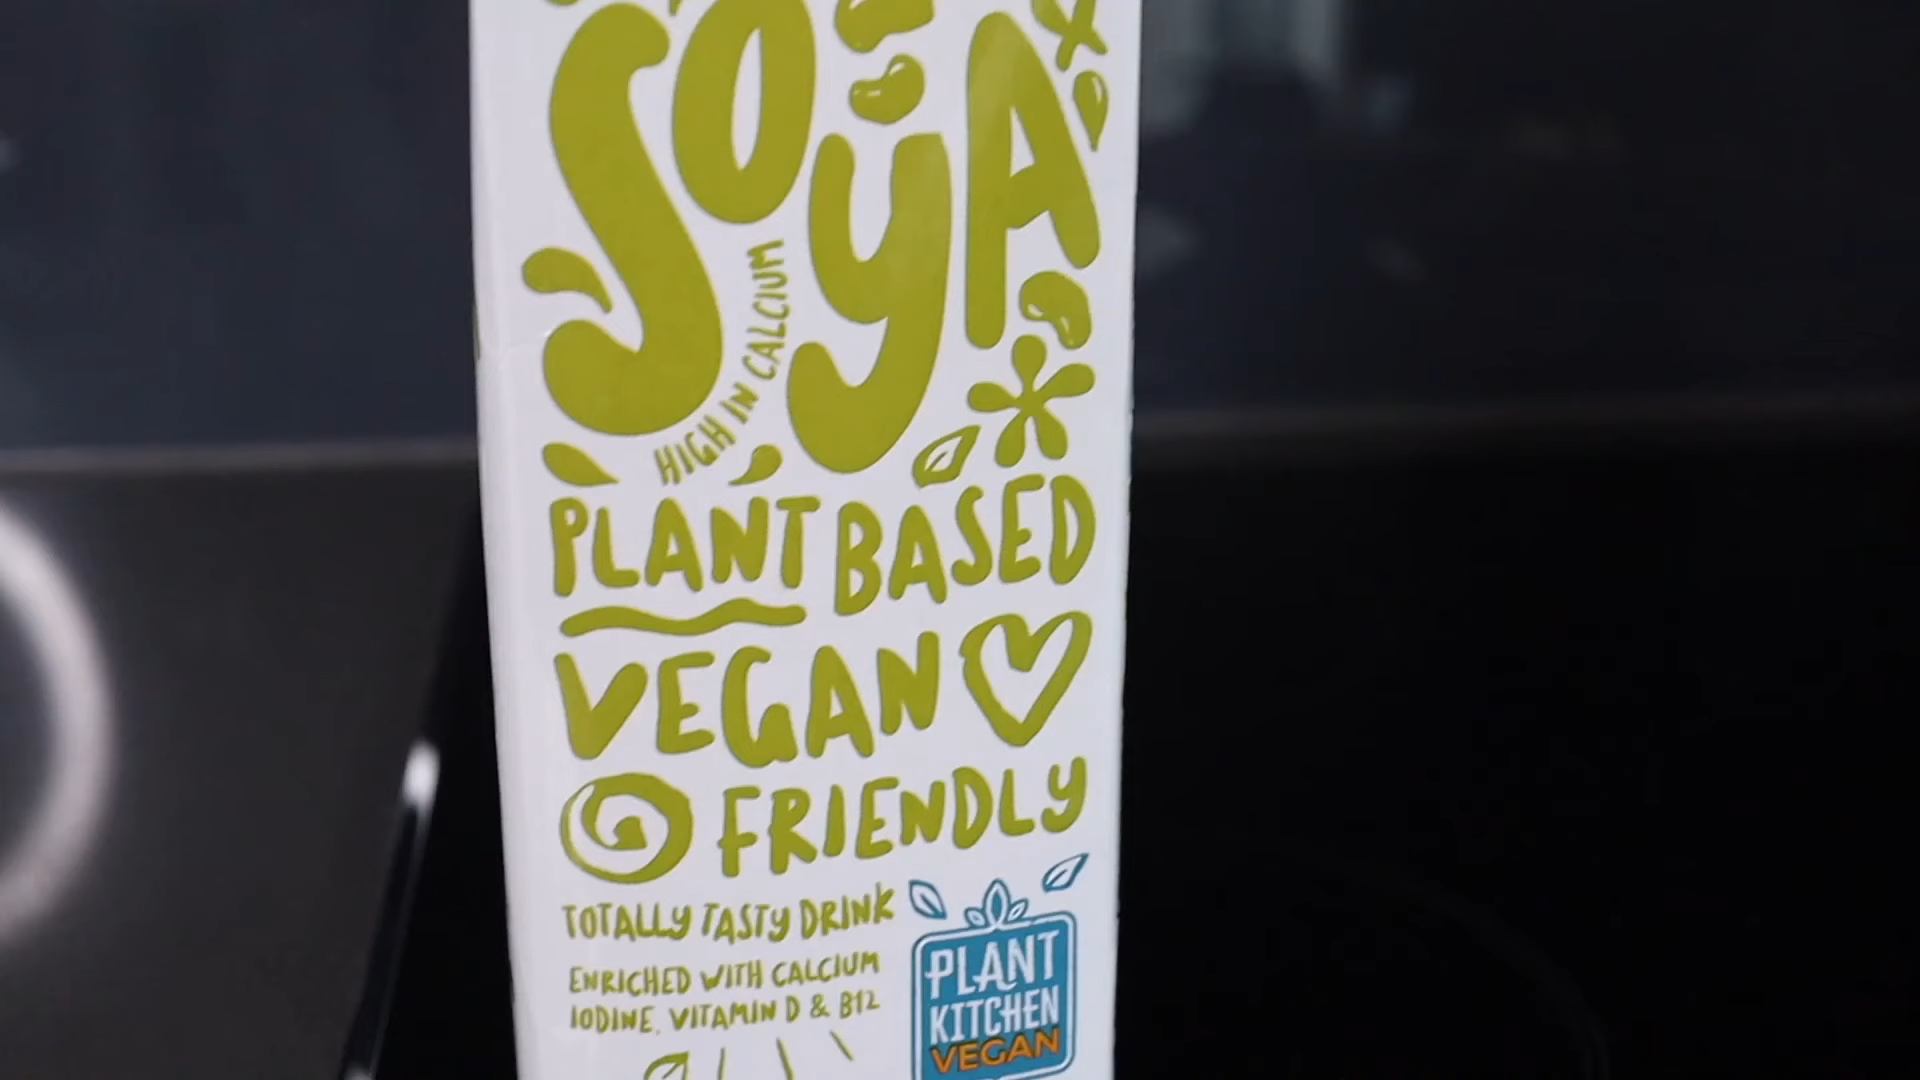 SOYA
HIGH IN CALCIUM
PLANT BASED
VEGAN
FRIENDLY
TOTALLY TASTY DRINK
ENRICHED WITH CALCIUM
IODINE, VITAMIN D & B12
PLANT
KITCHEN
VEGAN